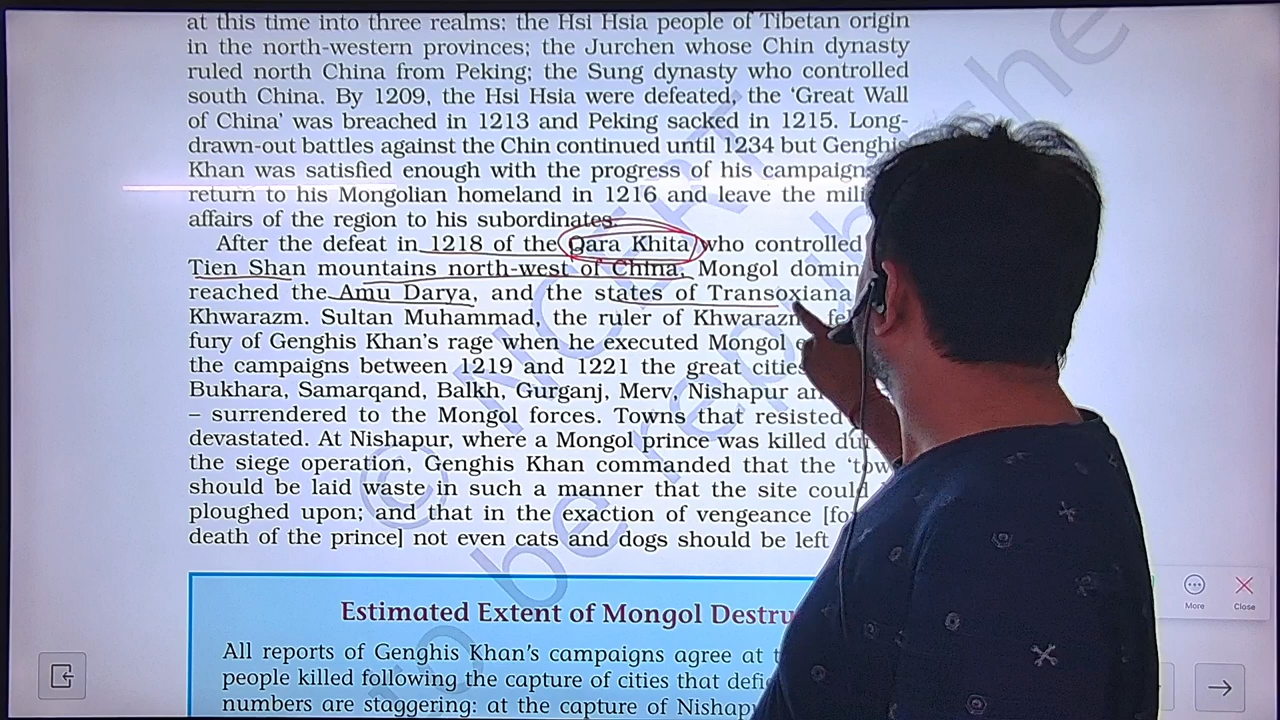 at this time into three realms: the Hsi Hsia people of Tibetan origin
in the north-western provinces; the Jurchen whose Chin dynasty
ruled north China from Peking; the Sung dynasty who controlled
south China. By 1209, the Hsi Hsia were defeated, the ‘Great Wall
of China’ was breached in 1213 and Peking sacked in 1215. Long-
drawn-out battles against the Chin continued until 1234 but Genghis
Khan was satisfied enough with the progress of his campaigns
return to his Mongolian homeland in 1216 and leave the
affairs of the region to his subordinates.
After the defeat in 1218 of the Qara Khita who controlled
Tien Shan mountains north-west of China, Mongol
reached the Amu Darya, and the states of Transoxiana
Khwarazm. Sultan Muhammad, the ruler of Khwarazm,
fury of Genghis Khan’s rage when he executed Mongol
the campaigns between 1219 and 1221 the great cities
Bukhara, Samarqand, Balkh, Gurganj, Merv, Nishapur
– surrendered to the Mongol forces. Towns that resisted
devastated. At Nishapur, where a Mongol prince was killed
the siege operation, Genghis Khan commanded that the
should be laid waste in such a manner that the site could
ploughed upon; and that in the exaction of vengeance
death of the prince] not even cats and dogs should be left
Estimated Extent of Mongol
All reports of Genghis Khan’s campaigns agree at
people killed following the capture of cities that
numbers are staggering: at the capture of
© NCERT
to be
More
Close